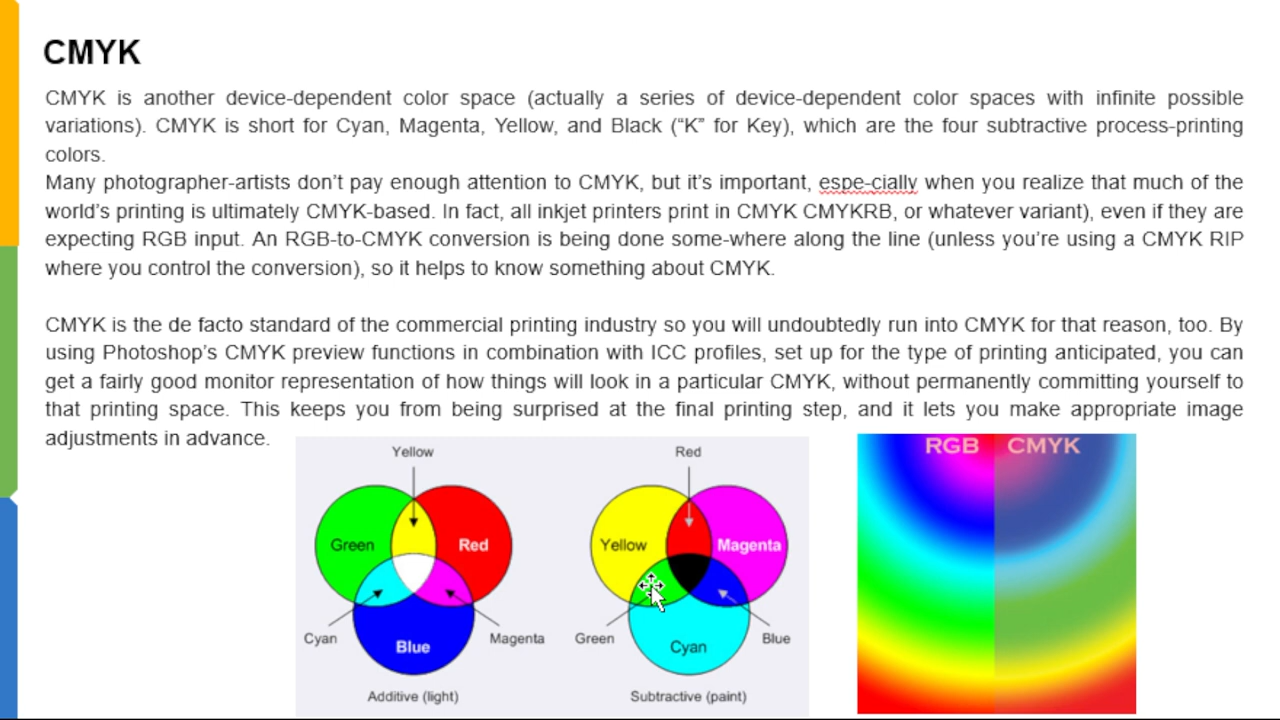 CMYK
CMYK is another device-dependent color space (actually a series of device-dependent color spaces with infinite possible
variations). CMYK is short for Cyan, Magenta, Yellow, and Black (“K” for Key), which are the four subtractive process-printing
colors.
Many photographer-artists don’t pay enough attention to CMYK, but it’s important, espe-cially when you realize that much of the
world’s printing is ultimately CMYK-based. In fact, all inkjet printers print in CMYK CMYKRB, or whatever variant), even if they are
expecting RGB input. An RGB-to-CMYK conversion is being done some-where along the line (unless you’re using a CMYK RIP
where you control the conversion), so it helps to know something about CMYK.
CMYK is the de facto standard of the commercial printing industry so you will undoubtedly run into CMYK for that reason, too. By
using Photoshop’s CMYK preview functions in combination with ICC profiles, set up for the type of printing anticipated, you can
get a fairly good monitor representation of how things will look in a particular CMYK, without permanently committing yourself to
that printing space. This keeps you from being surprised at the final printing step, and it lets you make appropriate image
adjustments in advance.
Yellow
Green
Red
Cyan
Blue
Magenta
Additive (light)
Red
Yellow
Magenta
Green
Cyan
Blue
Subtractive (paint)
RGB CMYK